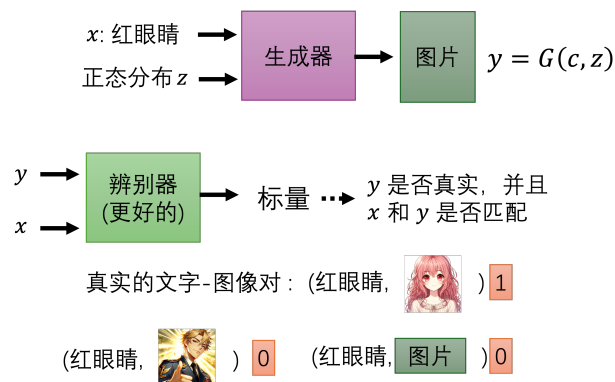 x: 红眼睛
正态分布 z
生成器
图片
y = G(c, z)
y
x
辨别器
(更好的)
标量
y 是否真实，并且
x 和 y 是否匹配
真实的文字-图像对：(红眼睛, ) 1
(红眼睛, ) 0
(红眼睛, 图片 ) 0